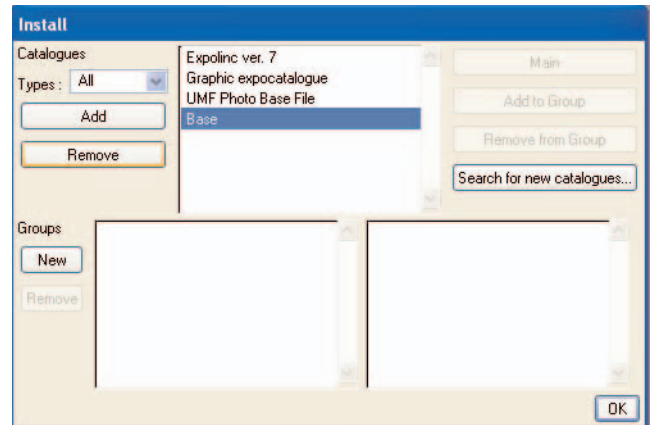 Install
Catalogues
Types : All
Add
Remove
Expolinc ver. 7
Graphic expocatalogue
UMF Photo Base File
Base
Main
Add to Group
Remove from Group
Search for new catalogues...
Groups
New
Remove
OK